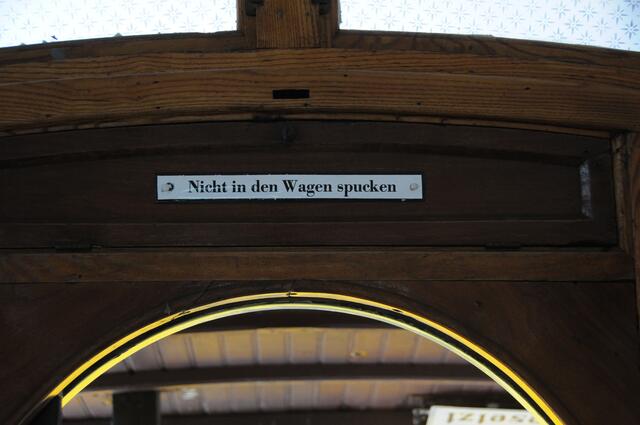 Nicht in den Wagen spucken